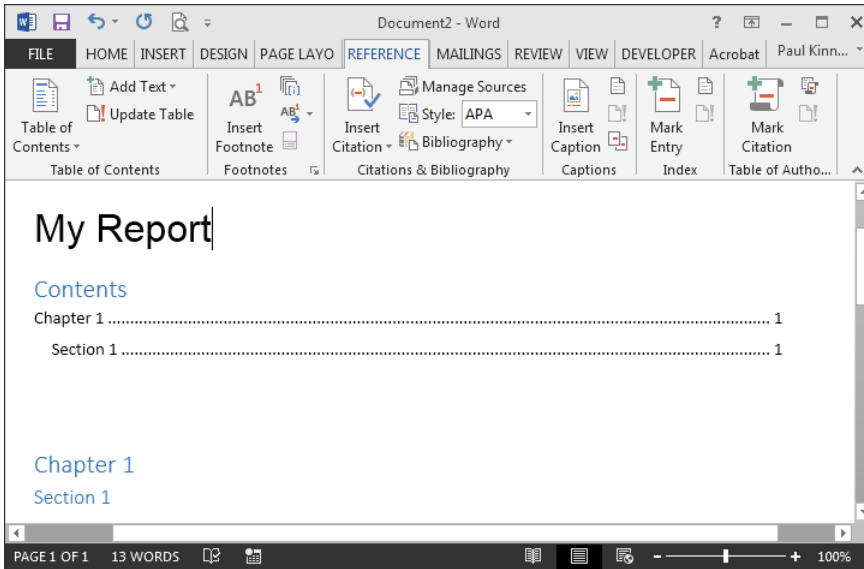 Document2 - Word
FILE HOME INSERT DESIGN PAGE LAYO REFERENCE MAILINGS REVIEW VIEW DEVELOPER Acrobat Paul Kinn...
Table of Contents
Add Text
Update Table
Table of Contents
AB1
Insert Footnote
AB1
Footnotes
Insert Citation
Manage Sources
Style: APA
Bibliography
Citations & Bibliography
Insert Caption
Captions
Mark Entry
Index
Mark Citation
Table of Autho...
My Report
Contents
Chapter 1 ........ 1
Section 1 ........ 1
Chapter 1
Section 1
PAGE 1 OF 1 13 WORDS 100%